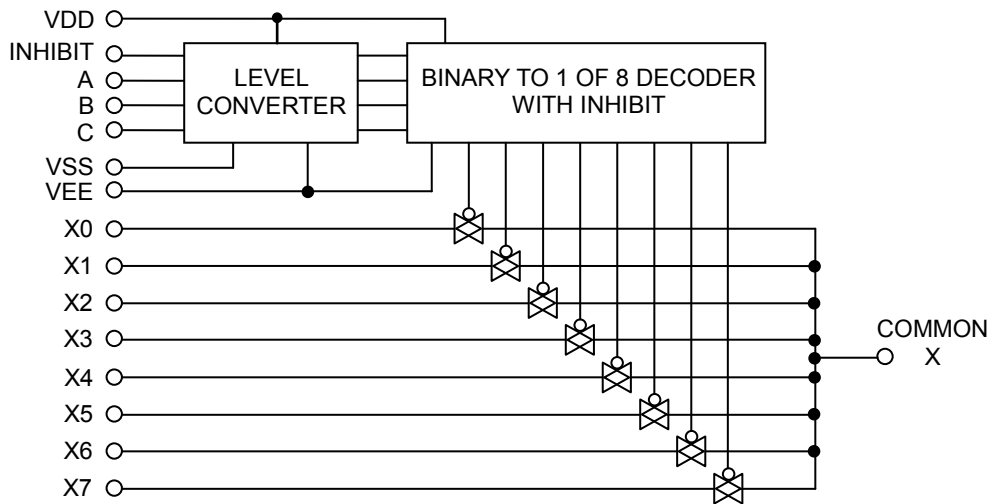 VDD
INHIBIT
A
B
C
LEVEL
CONVERTER
BINARY TO 1 OF 8 DECODER
WITH INHIBIT
VSS
VEE
X0
X1
X2
X3
X4
X5
X6
X7
COMMON
X